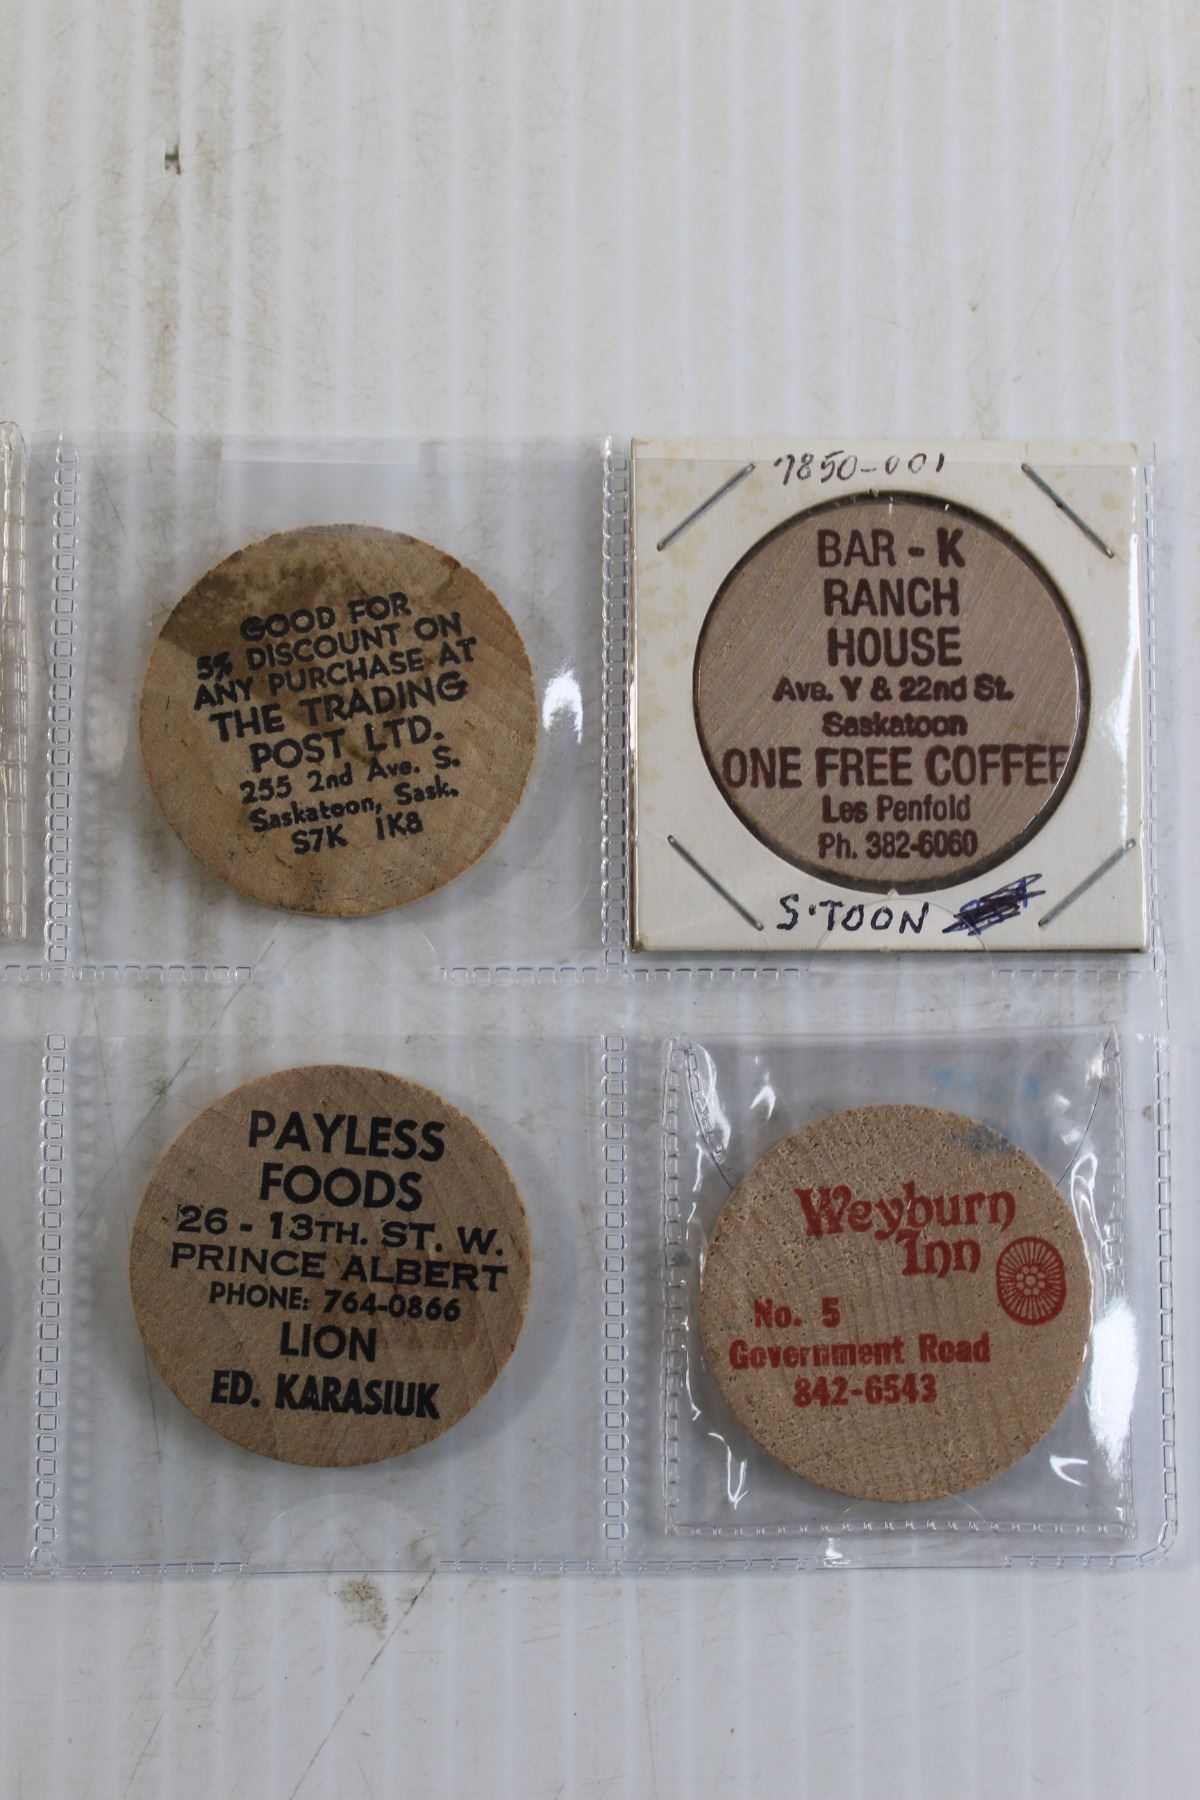 GOOD FOR
5% DISCOUNT ON
ANY PURCHASE AT
THE TRADING
POST LTD.
255 2nd Ave. S.
Saskatoon, Sask.
S7K 1K8
7850-001
BAR - K
RANCH
HOUSE
Ave. Y & 22nd St.
Saskatoon
ONE FREE COFFEE
Les Penfold
Ph. 382-6060
S.TOON
PAYLESS
FOODS
26 - 13TH. ST. W.
PRINCE ALBERT
PHONE: 764-0866
LION
ED. KARASIUK
Weyburn
Inn
No. 5
Government Road
842-6543